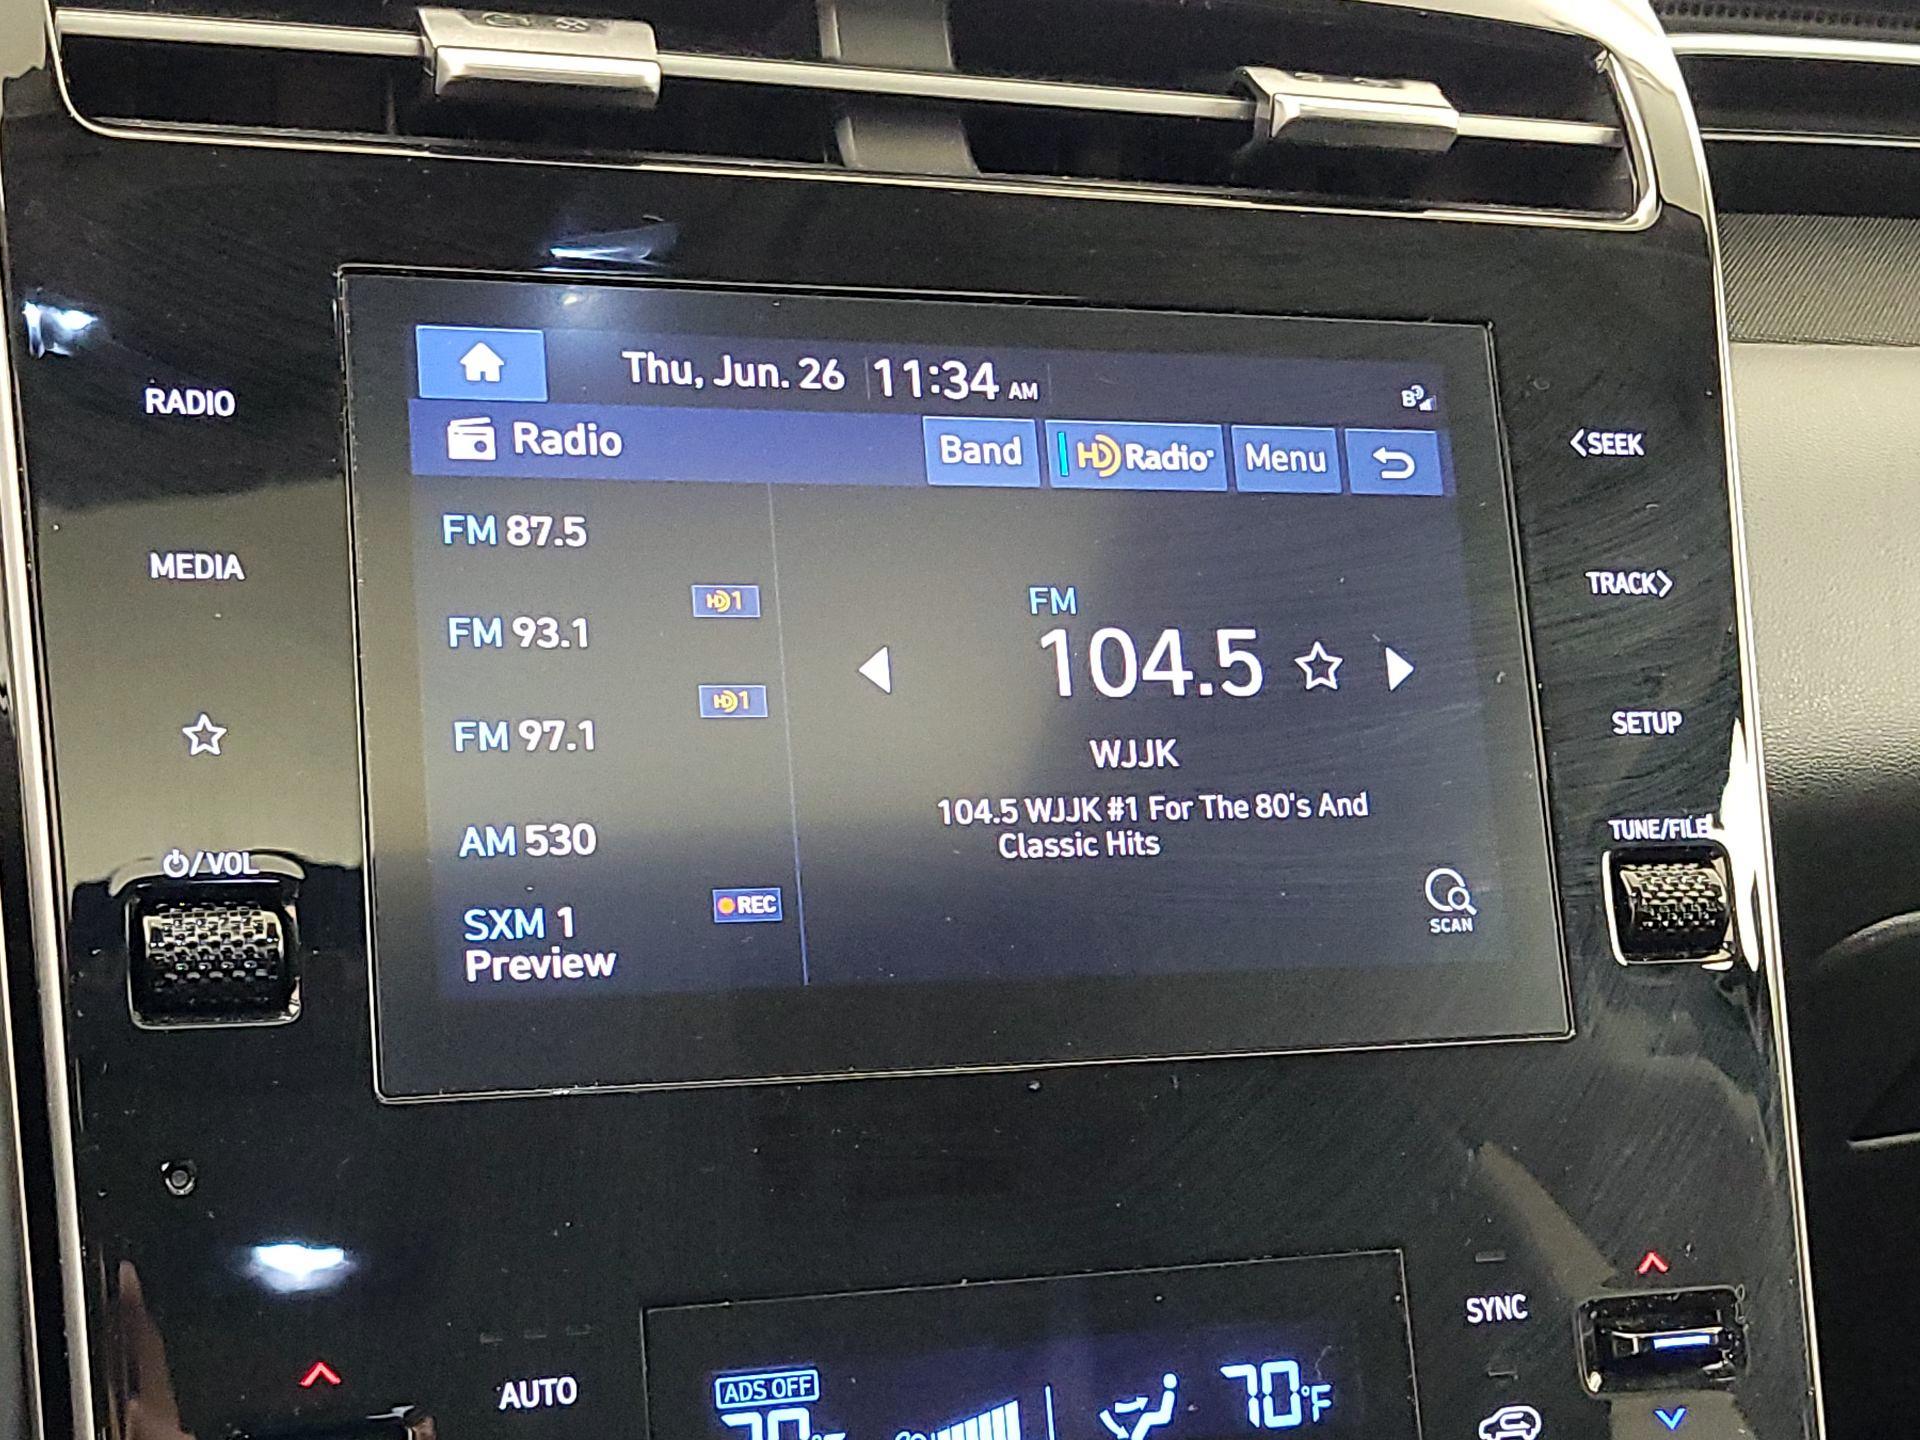 Thu, Jun. 26 11:34 AM
B
Radio
Band
HD Radio
Menu
RADIO
MEDIA
/VOL
FM 87.5
HD1
FM 93.1
HD1
FM 97.1
AM 530
SXM 1
REC
Preview
FM
104.5
WJJK
104.5 WJJK #1 For The 80's And
Classic Hits
SCAN
<SEEK
TRACK>
SETUP
TUNE/FILE
AUTO
ADS OFF
70°F
70°F
SYNC